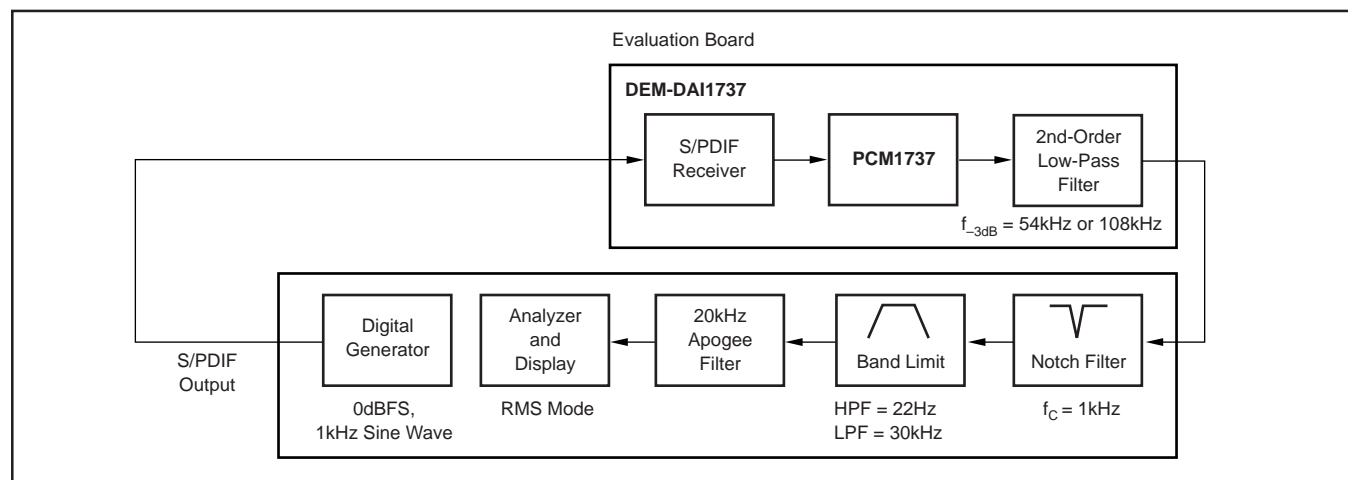 Evaluation Board
DEM-DAI1737
S/PDIF
Receiver
PCM1737
2nd-Order
Low-Pass
Filter
f–3dB = 54kHz or 108kHz
S/PDIF
Output
Digital
Generator
0dBFS,
1kHz Sine Wave
Analyzer
and
Display
RMS Mode
20kHz
Apogee
Filter
Band Limit
HPF = 22Hz
LPF = 30kHz
Notch Filter
fC = 1kHz